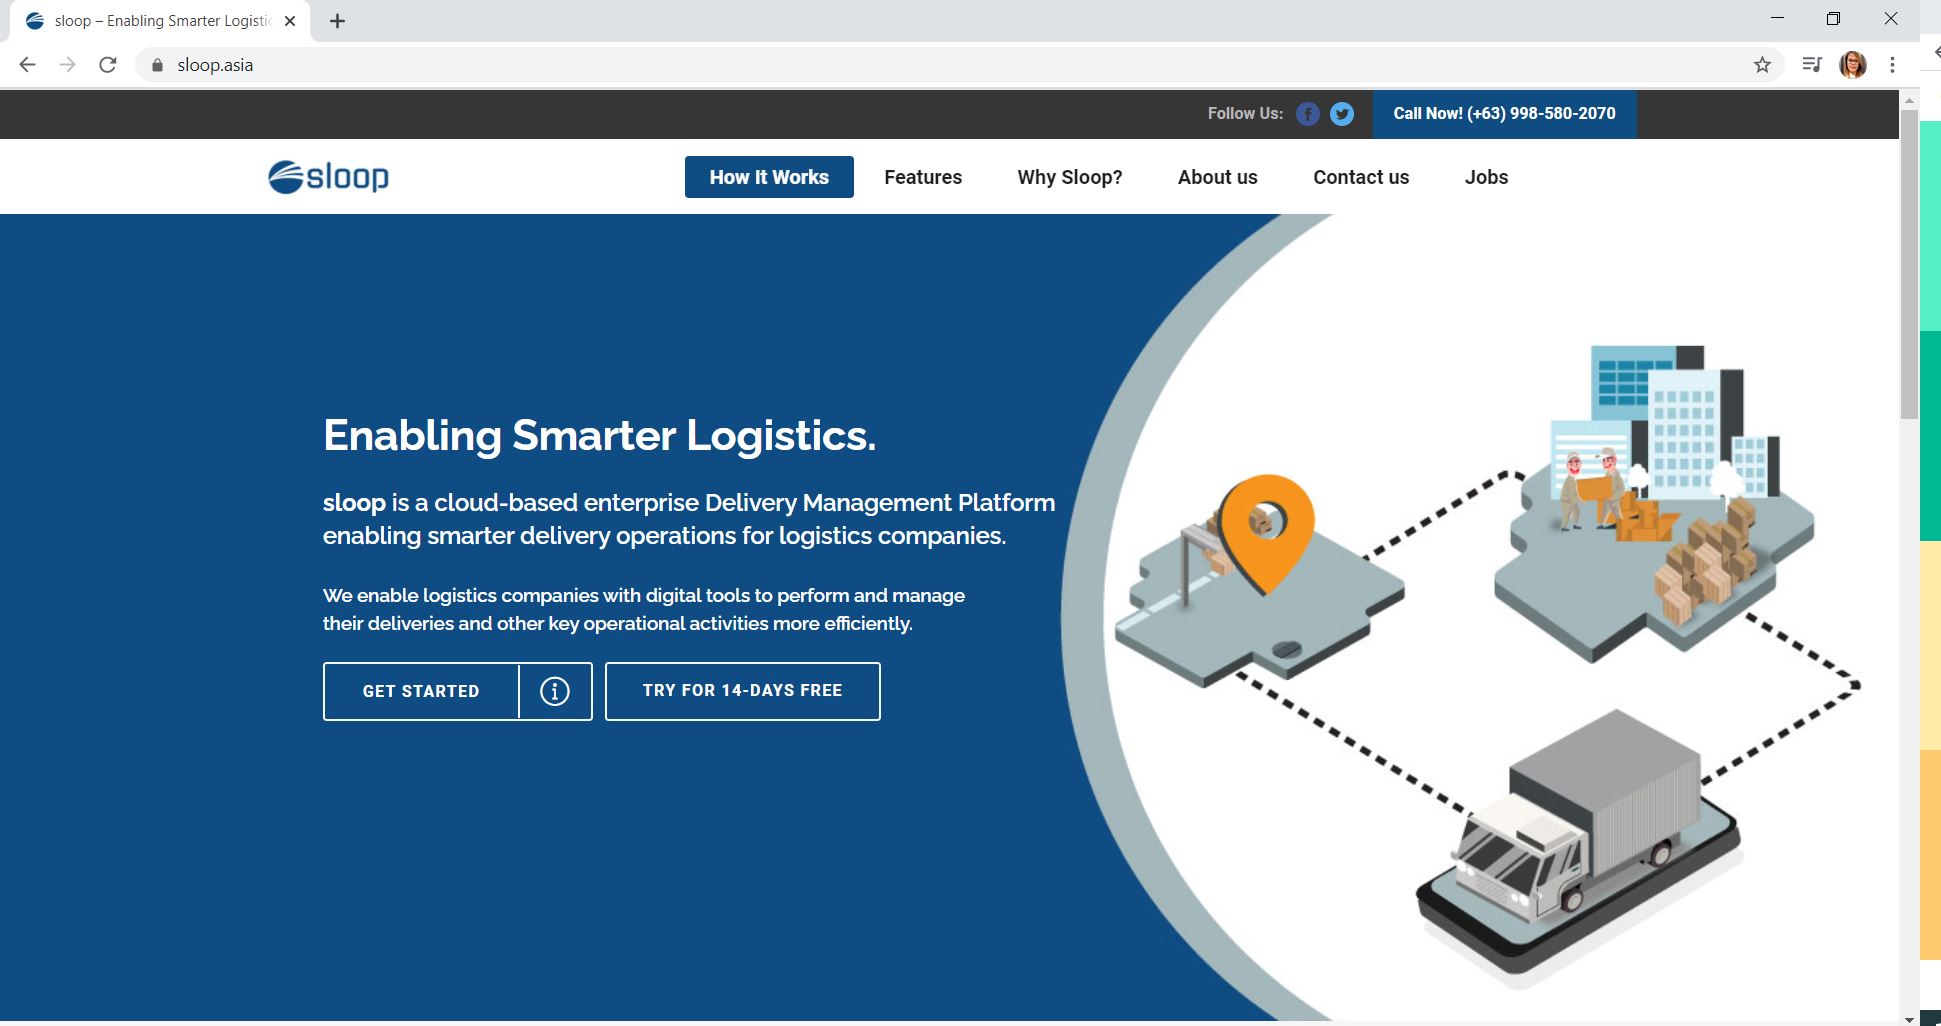 sloop – Enabling Smarter Logistic
sloop.asia
Follow Us:
Call Now! (+63) 998-580-2070
sloop
How It Works
Features
Why Sloop?
About us
Contact us
Jobs
Enabling Smarter Logistics.
sloop is a cloud-based enterprise Delivery Management Platform
enabling smarter delivery operations for logistics companies.
We enable logistics companies with digital tools to perform and manage
their deliveries and other key operational activities more efficiently.
GET STARTED
TRY FOR 14-DAYS FREE